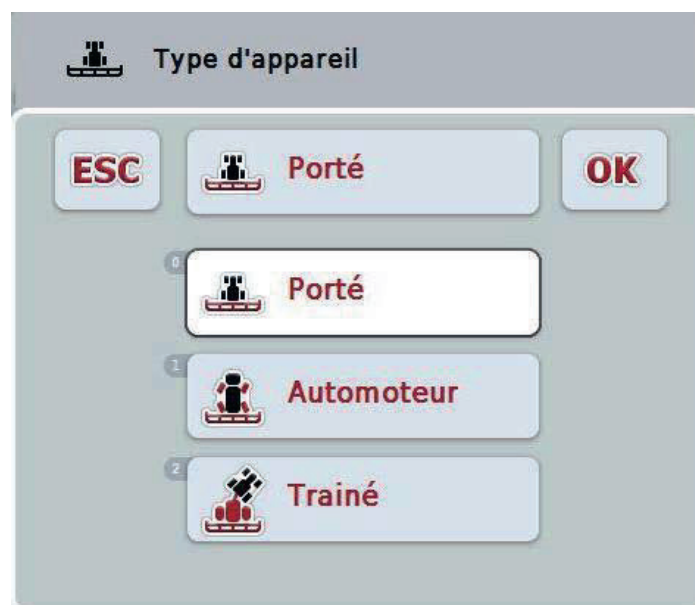 Type d'appareil
ESC
Porté
OK
0
Porté
1
Automoteur
2
Trainé